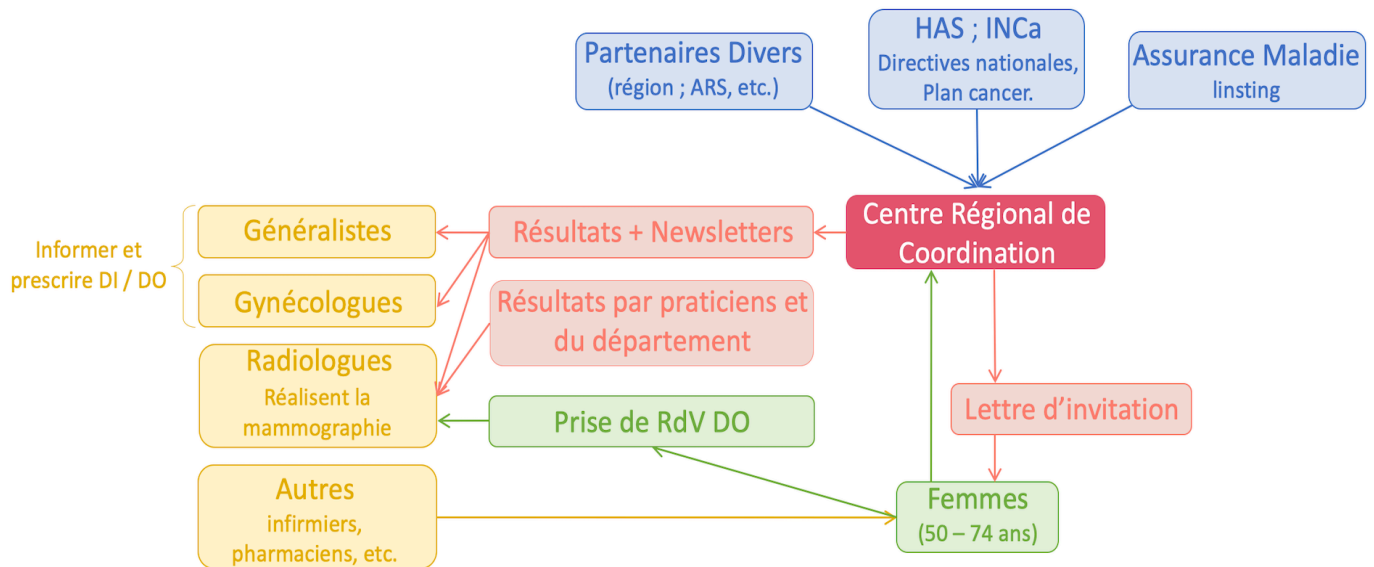 Partenaires Divers
(région ; ARS, etc.)
HAS ; INCa
Directives nationales,
Plan cancer.
Assurance Maladie
linsting
Centre Régional de
Coordination
Résultats + Newsletters
Généralistes
Gynécologues
Informer et
prescrire DI / DO
Résultats par praticiens et
du département
Radiologues
Réalisent la
mammographie
Prise de RdV DO
Lettre d’invitation
Autres
infirmiers,
pharmaciens, etc.
Femmes
(50 – 74 ans)